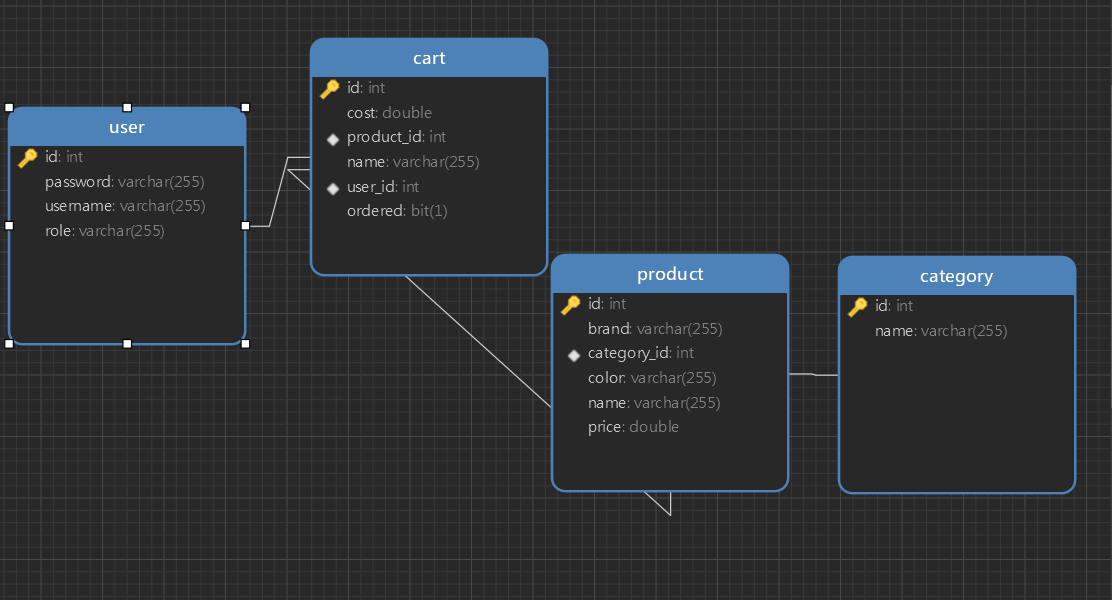 user
id: int
password: varchar(255)
username: varchar(255)
role: varchar(255)
cart
id: int
cost: double
product_id: int
name: varchar(255)
user_id: int
ordered: bit(1)
product
id: int
brand: varchar(255)
category_id: int
color: varchar(255)
name: varchar(255)
price: double
category
id: int
name: varchar(255)